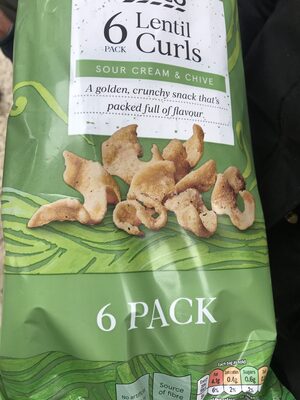 6 Lentil
PACK Curls
SOUR CREAM & CHIVE
A golden, crunchy snack that's
packed full of flavour.
6 PACK
Source
of fibre